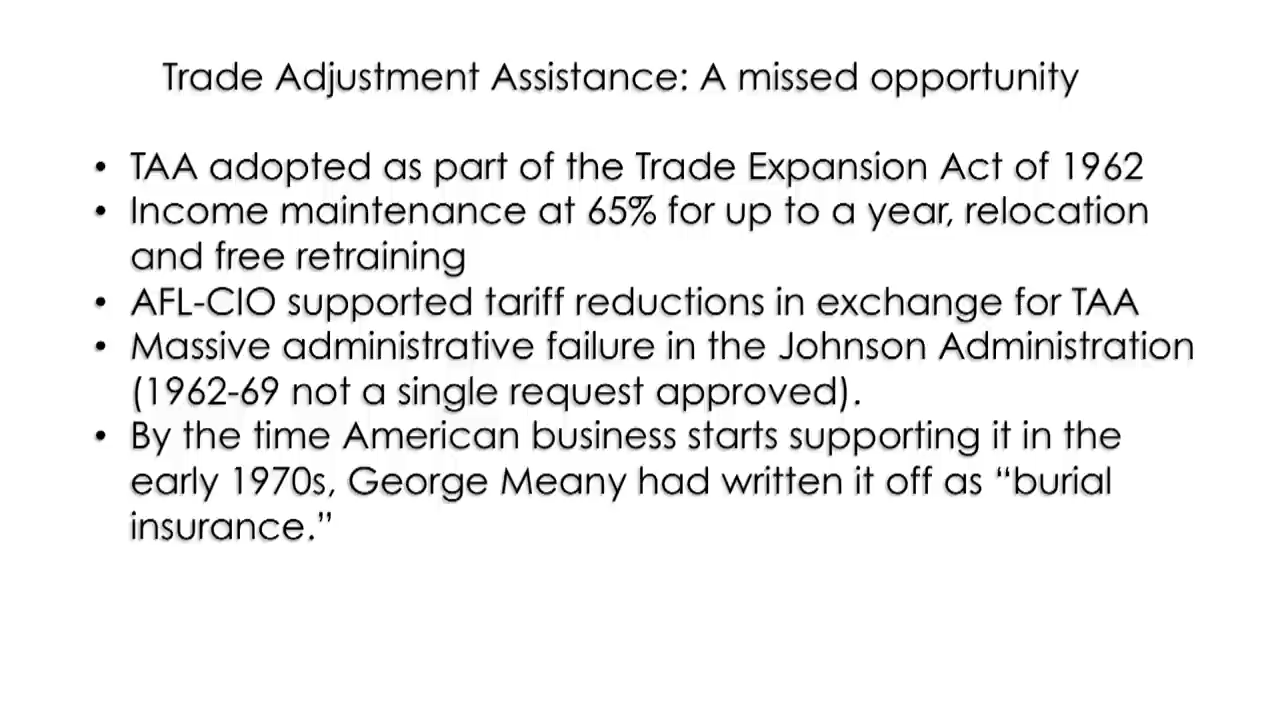 Trade Adjustment Assistance: A missed opportunity
• TAA adopted as part of the Trade Expansion Act of 1962
• Income maintenance at 65% for up to a year, relocation
and free retraining
• AFL-CIO supported tariff reductions in exchange for TAA
• Massive administrative failure in the Johnson Administration
(1962-69 not a single request approved).
• By the time American business starts supporting it in the
early 1970s, George Meany had written it off as “burial
insurance.”